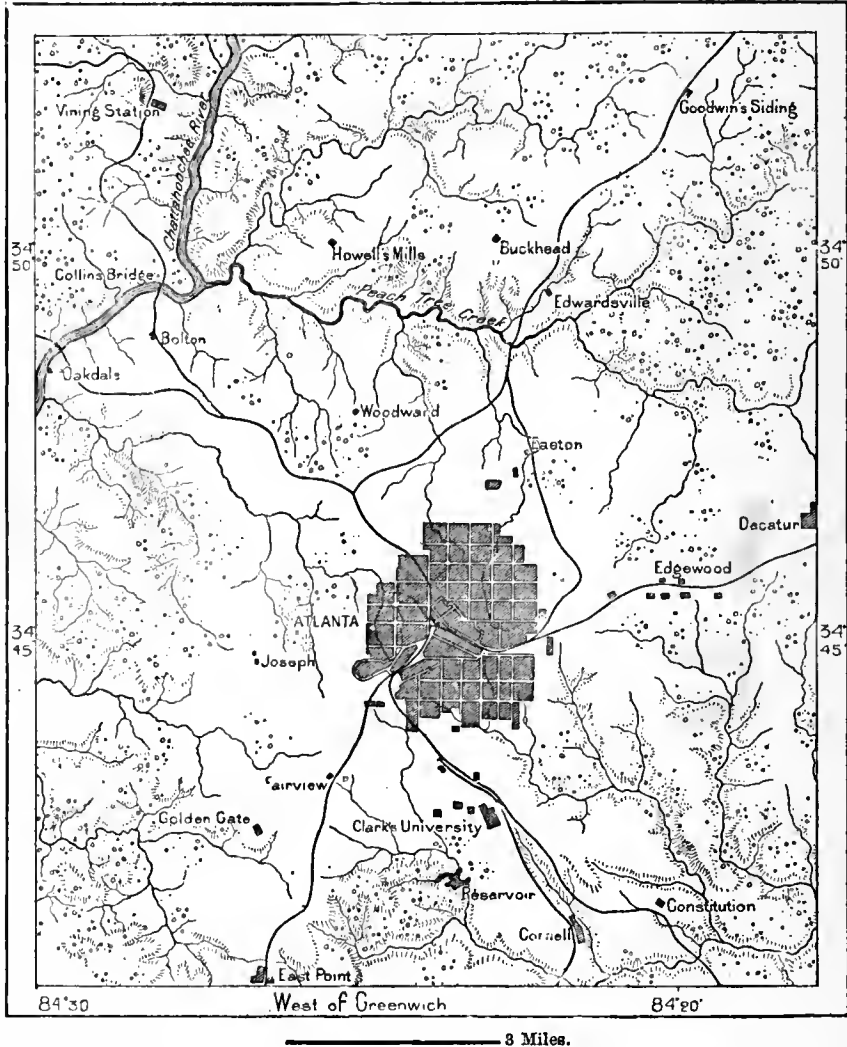 Goodwin's Siding
Vining Station
Chattahoochee River
34° 50'
Howell's Mills
Buckhead
34° 50'
Collins Bridge
Edwardsville
Peach Tree Creek
Bolton
Oakdals
Woodward
Easton
Decatur
Edgewood
ATLANTA
34° 45'
34° 45'
Joseph
Fairview
Golden Gate
Clark's University
Reservoir
Constitution
Cornell
East Point
84°30
West of Greenwich
84°20'
3 Miles.